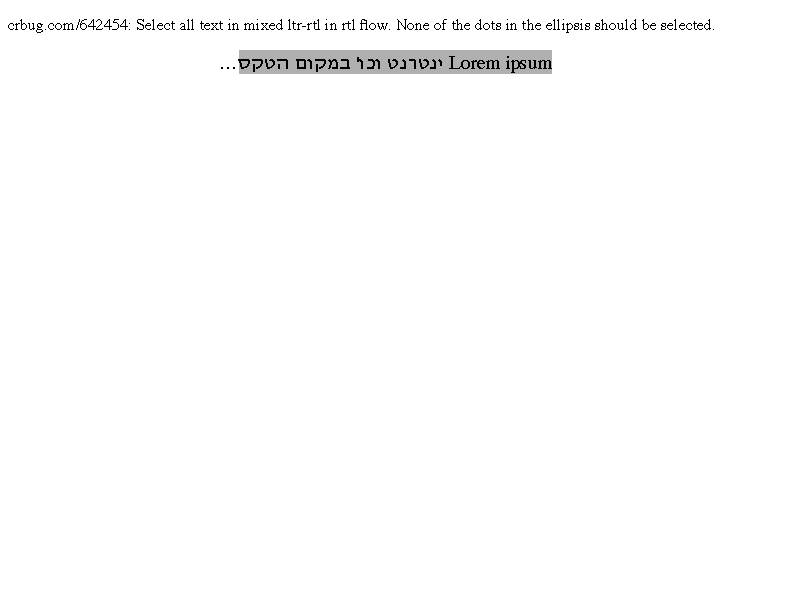 crbug.com/642454: Select all text in mixed ltr-rtl in rtl flow. None of the dots in the ellipsis should be selected.
Lorem ipsum ינטרנט וכו' במקום הטקס…